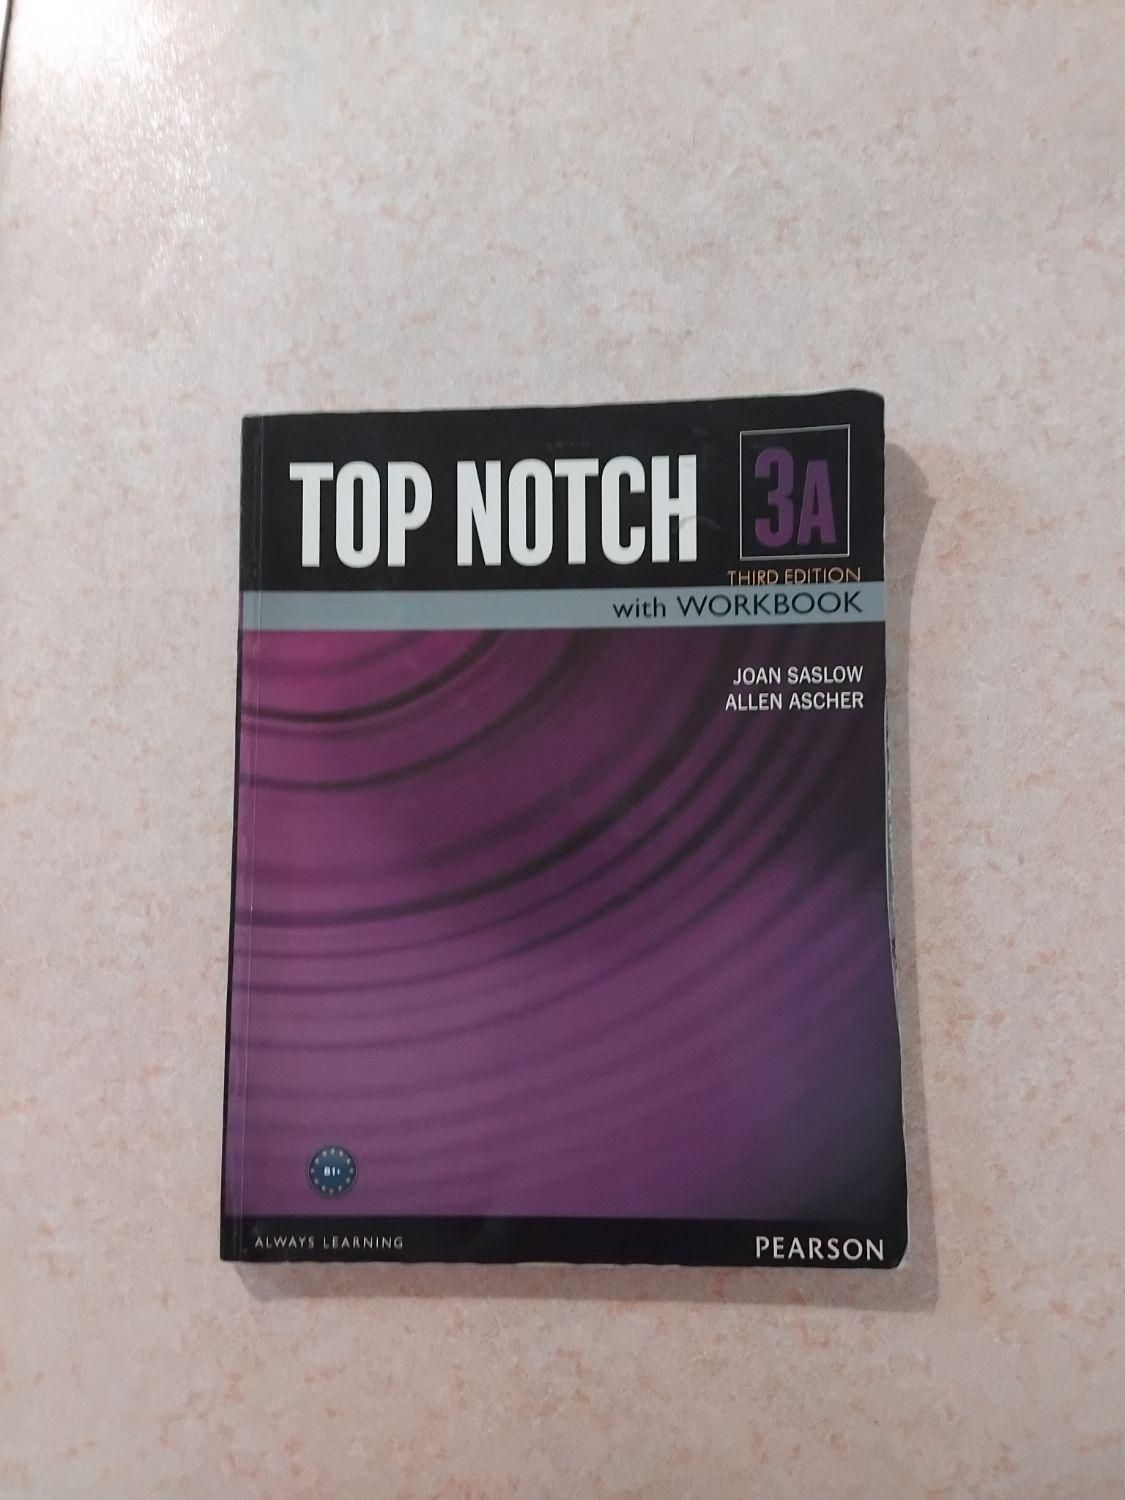 TOP NOTCH 3A
THIRD EDITION
with WORKBOOK
JOAN SASLOW
ALLEN ASCHER
B1+
ALWAYS LEARNING
PEARSON